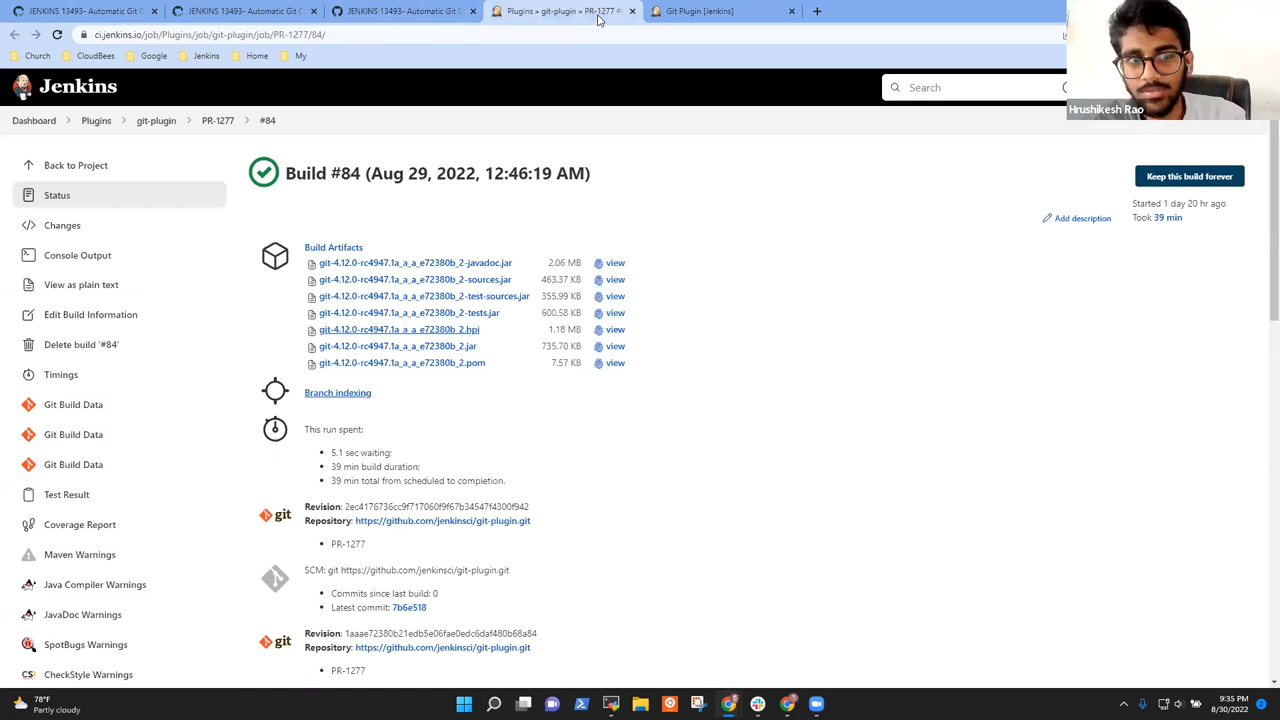 JENKINS 13493- Automatic Git C
JENKINS 13493- Automatic Git C
JENKINS 13493- Automatic Git C
Plugins » git-plugin » PR-1277 #
Git Plugin [Jenkins]
ci.jenkins.io/job/Plugins/job/git-plugin/job/PR-1277/84/
Church
CloudBees
Google
Jenkins
Home
My
Jenkins
Search
Hrushikesh Rao
Dashboard
Plugins
git-plugin
PR-1277
#84
Back to Project
Status
Changes
Console Output
View as plain text
Edit Build Information
Delete build '#84'
Timings
Git Build Data
Git Build Data
Git Build Data
Test Result
Coverage Report
Maven Warnings
Java Compiler Warnings
JavaDoc Warnings
SpotBugs Warnings
CheckStyle Warnings
Build #84 (Aug 29, 2022, 12:46:19 AM)
Keep this build forever
Started 1 day 20 hr ago
Took 39 min
Add description
Build Artifacts
git-4.12.0-rc4947.1a_a_a_e72380b_2-javadoc.jar 2.06 MB view
git-4.12.0-rc4947.1a_a_a_e72380b_2-sources.jar 463.37 KB view
git-4.12.0-rc4947.1a_a_a_e72380b_2-test-sources.jar 355.99 KB view
git-4.12.0-rc4947.1a_a_a_e72380b_2-tests.jar 600.58 KB view
git-4.12.0-rc4947.1a_a_a_e72380b_2.hpi 1.18 MB view
git-4.12.0-rc4947.1a_a_a_e72380b_2.jar 735.70 KB view
git-4.12.0-rc4947.1a_a_a_e72380b_2.pom 7.57 KB view
Branch indexing
This run spent:
5.1 sec waiting;
39 min build duration;
39 min total from scheduled to completion.
git
Revision: 2ec4176736cc9f717060f9f67b34547f4300f942
Repository: https://github.com/jenkinsci/git-plugin.git
PR-1277
SCM: git https://github.com/jenkinsci/git-plugin.git
Commits since last build: 0
Latest commit: 7b6e518
git
Revision: 1aaae72380b21edb5e06fae0edc6daf480b68a84
Repository: https://github.com/jenkinsci/git-plugin.git
PR-1277
78°F
Partly cloudy
9:35 PM
8/30/2022